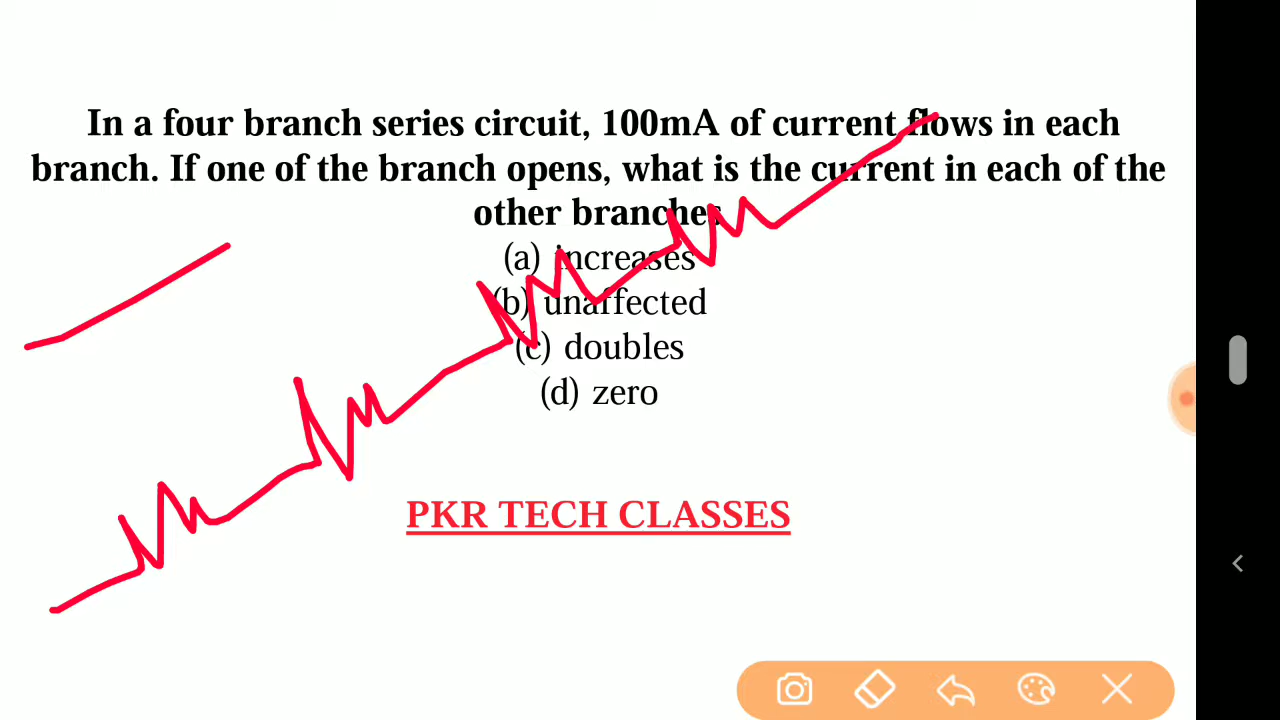 In a four branch series circuit, 100mA of current flows in each
branch. If one of the branch opens, what is the current in each of the
other branches
(a) increases
(b) unaffected
(c) doubles
(d) zero
PKR TECH CLASSES